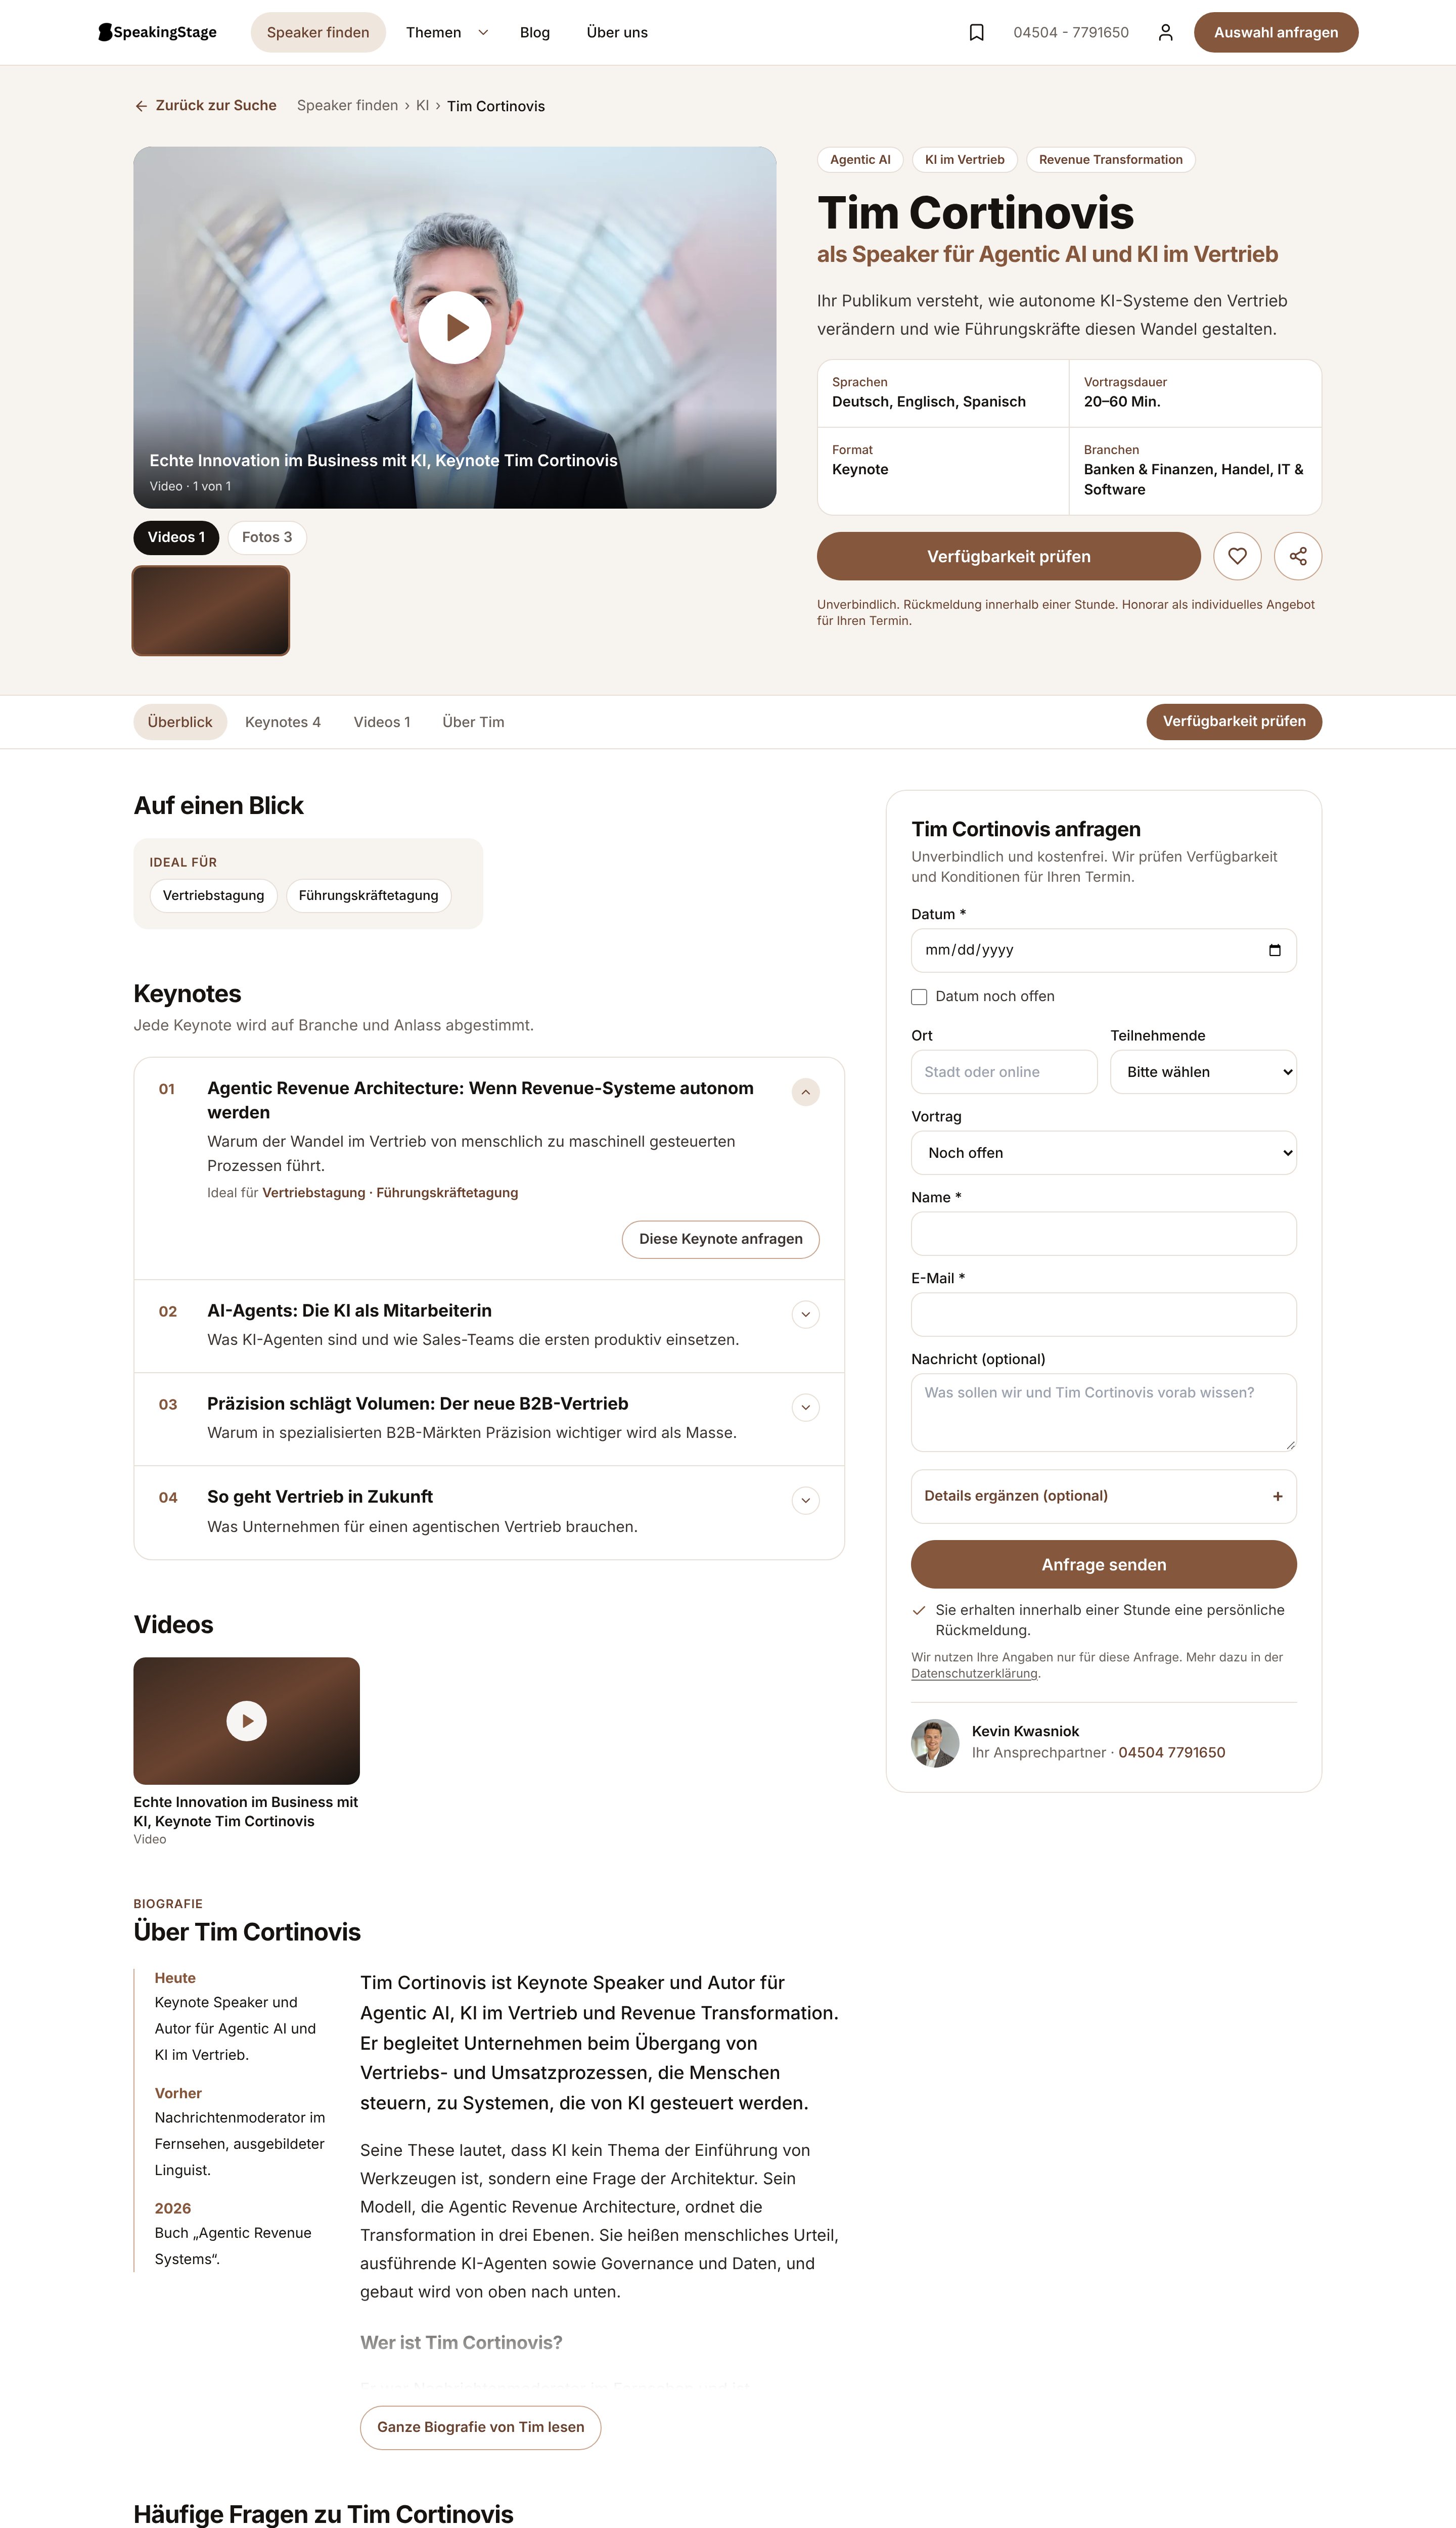 SpeakingStage
Speaker finden
Themen
Blog
Über uns
04504 - 7791650
Auswahl anfragen
Zurück zur Suche
Speaker finden › KI › Tim Cortinovis
Echte Innovation im Business mit KI, Keynote Tim Cortinovis
Video · 1 von 1
Videos 1
Fotos 3
Agentic AI
KI im Vertrieb
Revenue Transformation
Tim Cortinovis
als Speaker für Agentic AI und KI im Vertrieb
Ihr Publikum versteht, wie autonome KI-Systeme den Vertrieb
verändern und wie Führungskräfte diesen Wandel gestalten.
Sprachen
Deutsch, Englisch, Spanisch
Vortragsdauer
20–60 Min.
Format
Keynote
Branchen
Banken & Finanzen, Handel, IT &
Software
Verfügbarkeit prüfen
Unverbindlich. Rückmeldung innerhalb einer Stunde. Honorar als individuelles Angebot
für Ihren Termin.
Überblick
Keynotes 4
Videos 1
Über Tim
Verfügbarkeit prüfen
Auf einen Blick
IDEAL FÜR
Vertriebstagung
Führungskräftetagung
Keynotes
Jede Keynote wird auf Branche und Anlass abgestimmt.
01
Agentic Revenue Architecture: Wenn Revenue-Systeme autonom
werden
Warum der Wandel im Vertrieb von menschlich zu maschinell gesteuerten
Prozessen führt.
Ideal für Vertriebstagung · Führungskräftetagung
Diese Keynote anfragen
02
AI-Agents: Die KI als Mitarbeiterin
Was KI-Agenten sind und wie Sales-Teams die ersten produktiv einsetzen.
03
Präzision schlägt Volumen: Der neue B2B-Vertrieb
Warum in spezialisierten B2B-Märkten Präzision wichtiger wird als Masse.
04
So geht Vertrieb in Zukunft
Was Unternehmen für einen agentischen Vertrieb brauchen.
Videos
Echte Innovation im Business mit
KI, Keynote Tim Cortinovis
Video
Tim Cortinovis anfragen
Unverbindlich und kostenfrei. Wir prüfen Verfügbarkeit
und Konditionen für Ihren Termin.
Datum *
mm/dd/yyyy
Datum noch offen
Ort
Stadt oder online
Teilnehmende
Bitte wählen
Vortrag
Noch offen
Name *
E-Mail *
Nachricht (optional)
Was sollen wir und Tim Cortinovis vorab wissen?
Details ergänzen (optional)
+
Anfrage senden
Sie erhalten innerhalb einer Stunde eine persönliche
Rückmeldung.
Wir nutzen Ihre Angaben nur für diese Anfrage. Mehr dazu in der
Datenschutzerklärung.
Kevin Kwasniok
Ihr Ansprechpartner · 04504 7791650
BIOGRAFIE
Über Tim Cortinovis
Heute
Keynote Speaker und
Autor für Agentic AI und
KI im Vertrieb.
Vorher
Nachrichtenmoderator im
Fernsehen, ausgebildeter
Linguist.
2026
Buch „Agentic Revenue
Systems“.
Tim Cortinovis ist Keynote Speaker und Autor für
Agentic AI, KI im Vertrieb und Revenue Transformation.
Er begleitet Unternehmen beim Übergang von
Vertriebs- und Umsatzprozessen, die Menschen
steuern, zu Systemen, die von KI gesteuert werden.
Seine These lautet, dass KI kein Thema der Einführung von
Werkzeugen ist, sondern eine Frage der Architektur. Sein
Modell, die Agentic Revenue Architecture, ordnet die
Transformation in drei Ebenen. Sie heißen menschliches Urteil,
ausführende KI-Agenten sowie Governance und Daten, und
gebaut wird von oben nach unten.
Wer ist Tim Cortinovis?
Ganze Biografie von Tim lesen
Häufige Fragen zu Tim Cortinovis